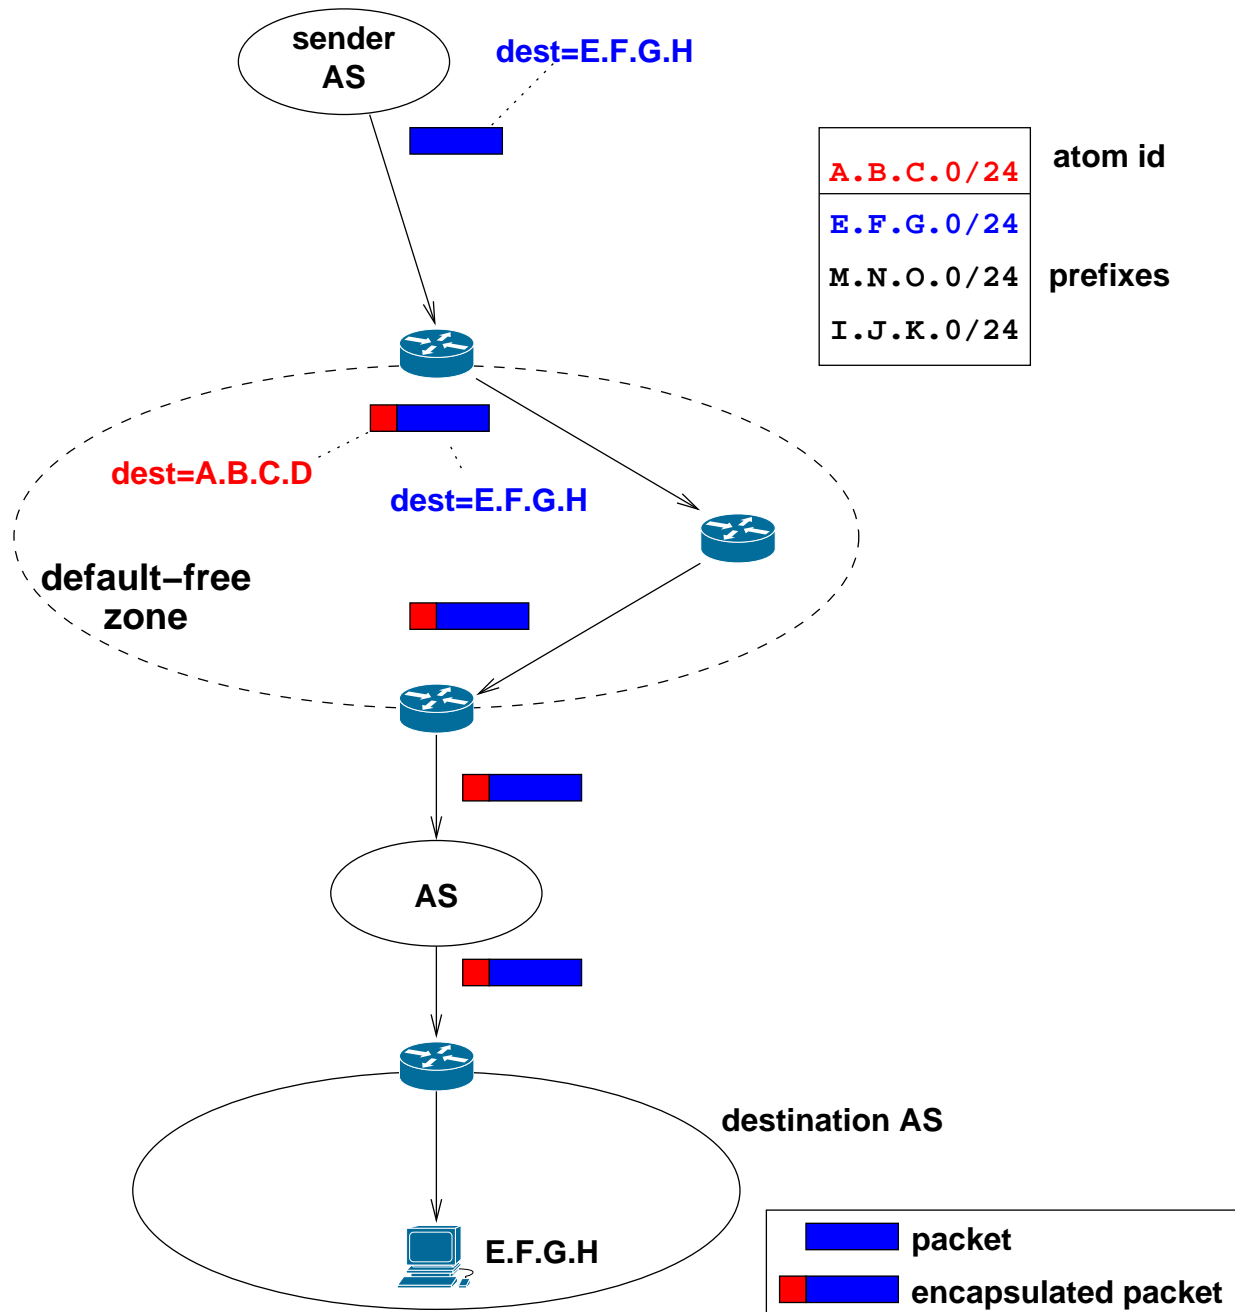 sender
AS
dest=E.F.G.H
A.B.C.0/24
atom id
E.F.G.0/24
M.N.O.0/24
prefixes
I.J.K.0/24
dest=A.B.C.D
dest=E.F.G.H
default–free
zone
AS
destination AS
E.F.G.H
packet
encapsulated packet